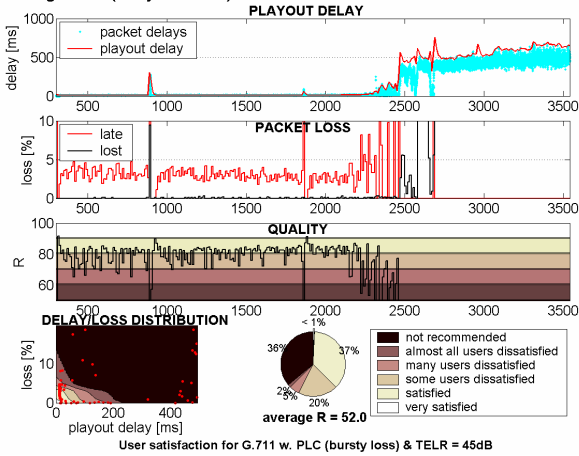 PLAYOUT DELAY
1000
500
0
delay [ms]
packet delays
playout delay
500 1000 1500 2000 2500 3000 3500
PACKET LOSS
10
5
0
loss [%]
late
lost
500 1000 1500 2000 2500 3000 3500
QUALITY
100
80
60
R
500 1000 1500 2000 2500 3000 3500
DELAY/LOSS DISTRIBUTION
10
0
loss [%]
0 200 400
playout delay [ms]
< 1%
36%
37%
2%
5%
20%
average R = 52.0
not recommended
almost all users dissatisfied
many users dissatisfied
some users dissatisfied
satisfied
very satisfied
User satisfaction for G.711 w. PLC (bursty loss) & TELR = 45dB